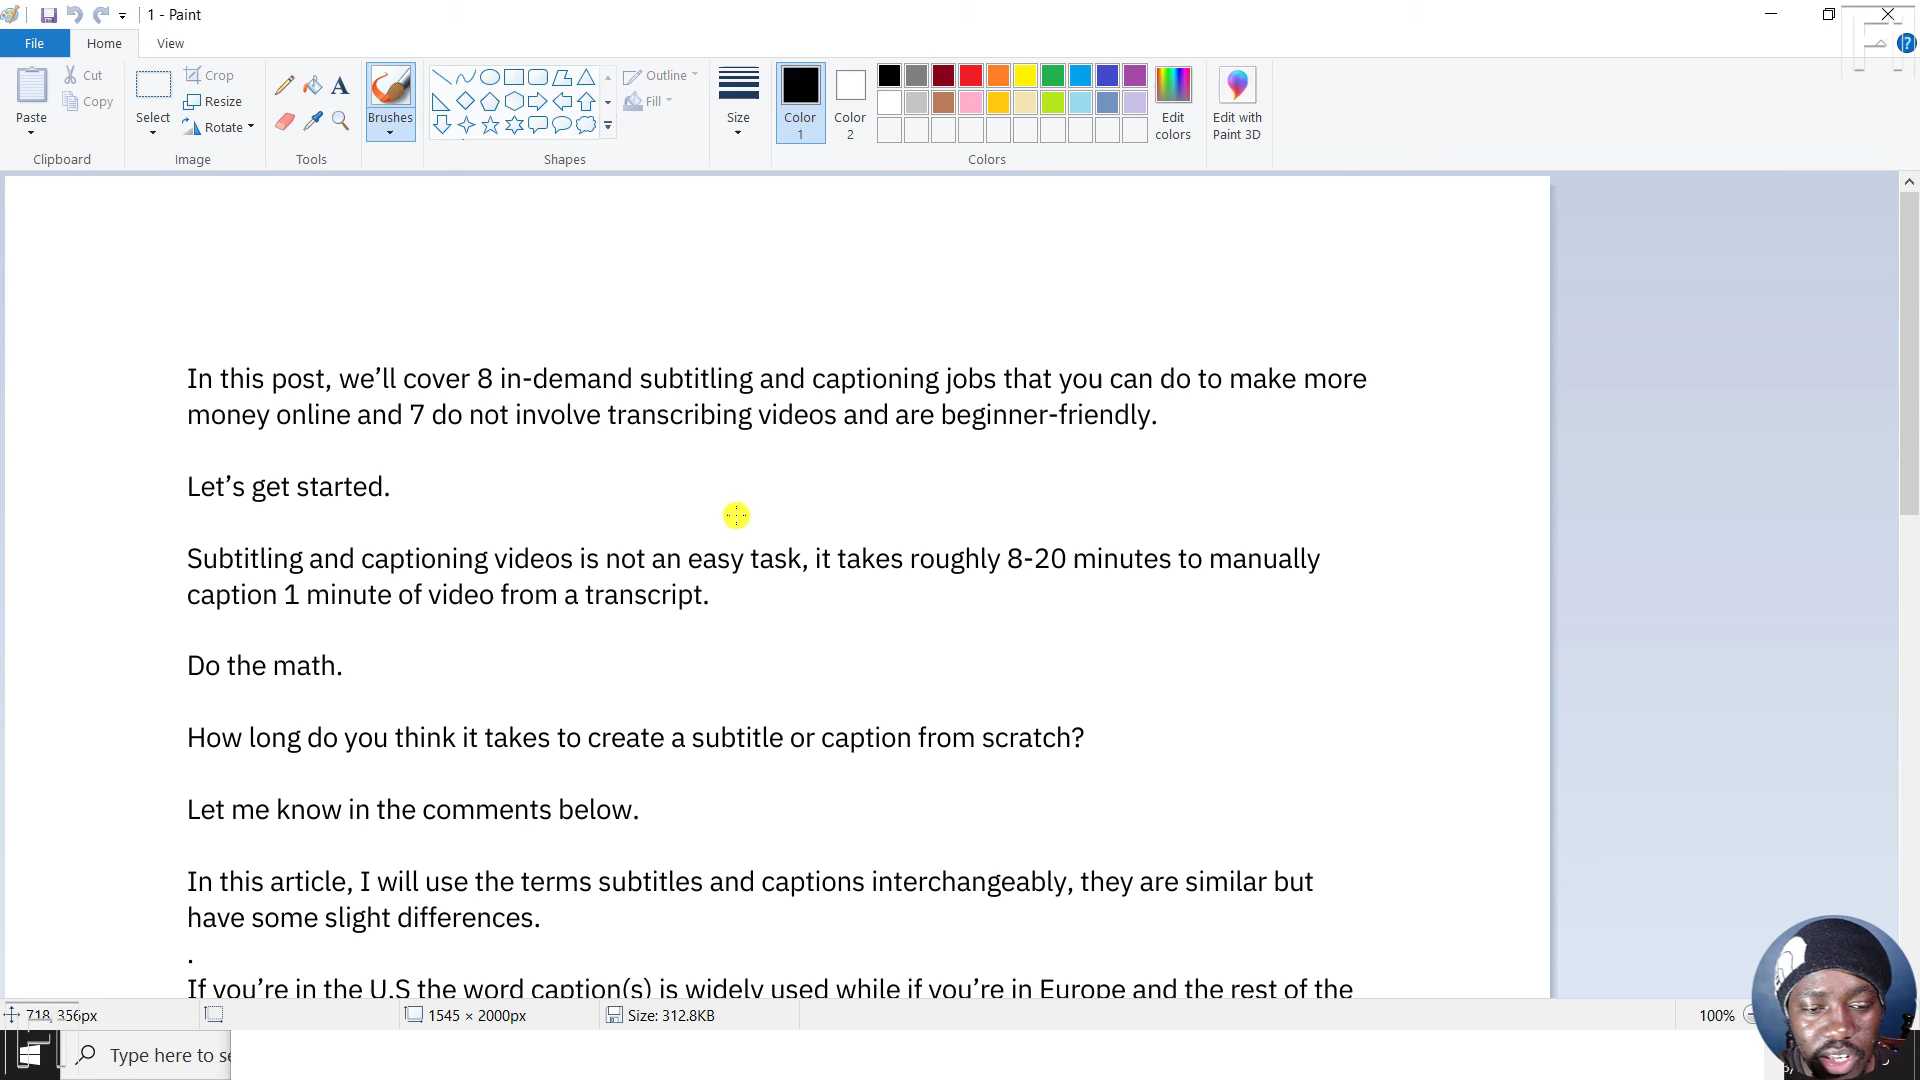 1 - Paint
File Home View
Paste Cut Copy Select Crop Resize Rotate Brushes Outline Fill Size Color 1 Color 2 Edit colors Edit with Paint 3D
Clipboard Image Tools Shapes Colors
In this post, we’ll cover 8 in-demand subtitling and captioning jobs that you can do to make more
money online and 7 do not involve transcribing videos and are beginner-friendly.
Let’s get started.
Subtitling and captioning videos is not an easy task, it takes roughly 8-20 minutes to manually
caption 1 minute of video from a transcript.
Do the math.
How long do you think it takes to create a subtitle or caption from scratch?
Let me know in the comments below.
In this article, I will use the terms subtitles and captions interchangeably, they are similar but
have some slight differences.
.
If you’re in the U.S the word caption(s) is widely used while if you’re in Europe and the rest of the
718, 356px 1545 × 2000px Size: 312.8KB 100%
Type here to